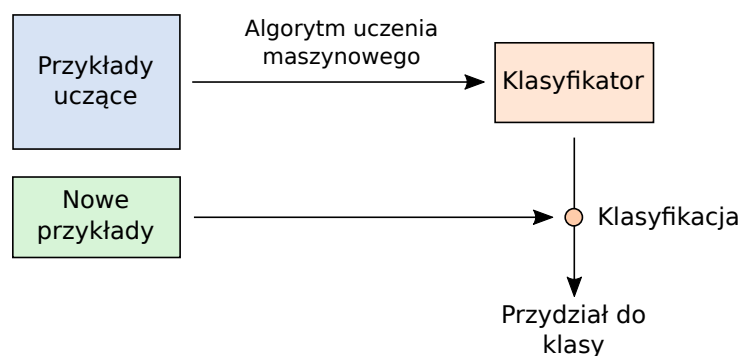 Algorytm uczenia
maszynowego
Przykłady
uczące
Klasyfikator
Nowe
przykłady
Klasyfikacja
Przydział do
klasy